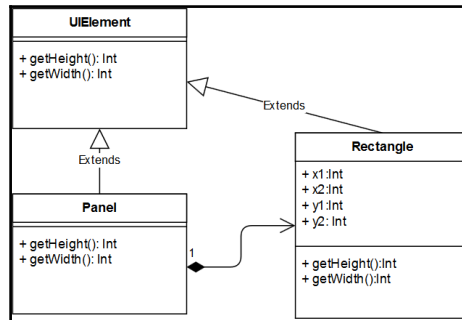 UIElement
+ getHeight(): Int
+ getWidth(): Int
Extends
Extends
Rectangle
+ x1:Int
+ x2:Int
+ y1:Int
+ y2: Int
+ getHeight():Int
+ getWidth():Int
Panel
+ getHeight(): Int
+ getWidth(): Int
1